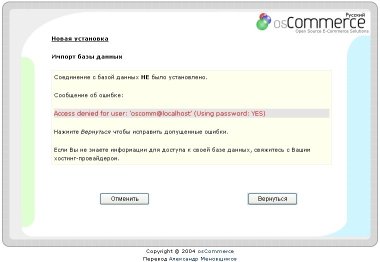 Русский
osCommerce
Open Source E-Commerce Solutions
Новая установка
Импорт базы данных
Соединение с базой данных НЕ было установлено.
Сообщение об ошибке:
Access denied for user: 'oscomm@localhost' (Using password: YES)
Нажмите Вернуться чтобы исправить допущенные ошибки.
Если Вы не знаете информации для доступа к своей базе данных, свяжитесь с Вашим
хостинг-провайдером.
Отменить
Вернуться
Copyright © 2004 osCommerce
Перевод Александр Меновщиков